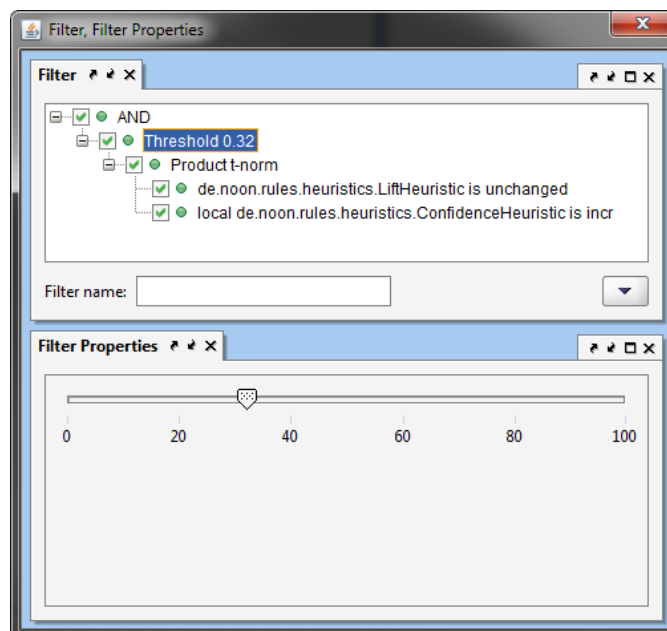 Filter, Filter Properties
Filter
AND
Threshold 0.32
Product t-norm
de.noon.rules.heuristics.LiftHeuristic is unchanged
local de.noon.rules.heuristics.ConfidenceHeuristic is incr
Filter name:
Filter Properties
0 20 40 60 80 100